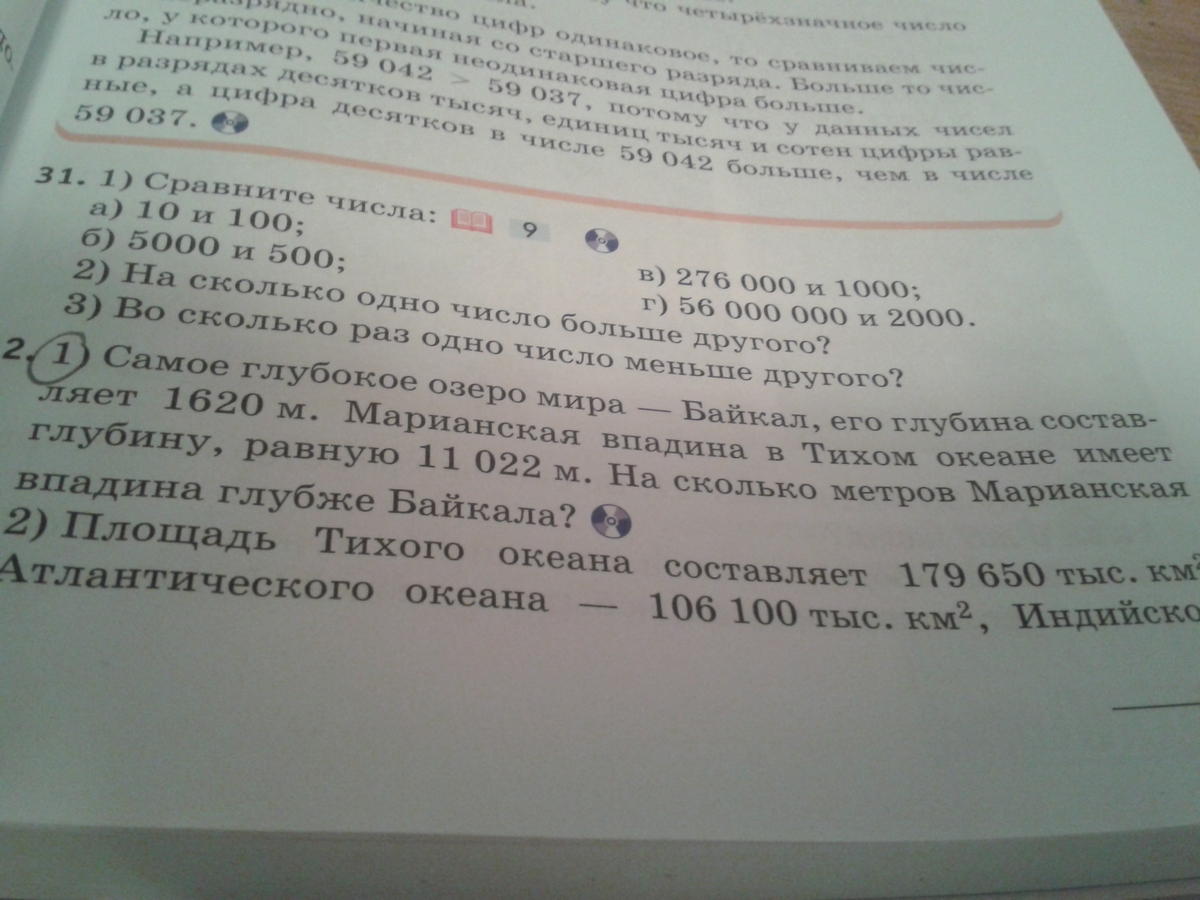 что четырёхзначное число
цифр одинаковое, то сравниваем чис-
начиная со старшего разряда. Больше то чис-
ло, у которого первая неодинаковая цифра больше.
Например, 59 042 > 59 037, потому что у данных чисел
в разрядах десятков тысяч, единиц тысяч и сотен цифры рав-
ные, а цифра десятков в числе 59 042 больше, чем в числе
59 037.
31. 1) Сравните числа: 9
а) 10 и 100;
б) 5000 и 500;
в) 276 000 и 1000;
г) 56 000 000 и 2000.
2) На сколько одно число больше другого?
3) Во сколько раз одно число меньше другого?
2. 1) Самое глубокое озеро мира — Байкал, его глубина состав-
ляет 1620 м. Марианская впадина в Тихом океане имеет
глубину, равную 11 022 м. На сколько метров Марианская
впадина глубже Байкала?
2) Площадь Тихого океана составляет 179 650 тыс. км²
Атлантического океана — 106 100 тыс. км², Индийско